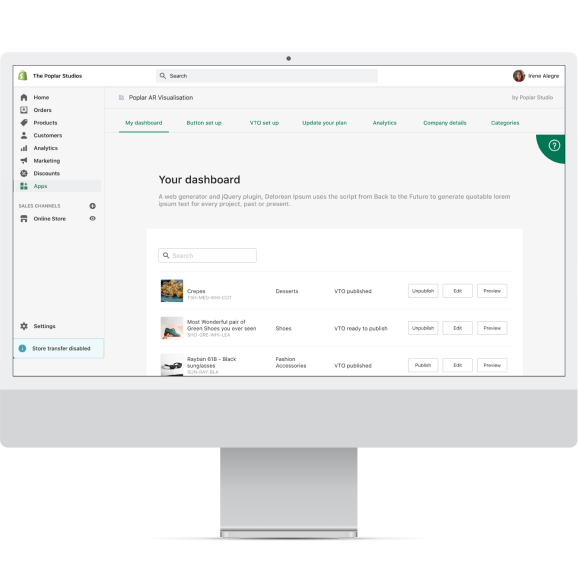 The Poplar Studios
Search
Irene Alegre
Home
Orders
Products
Customers
Analytics
Marketing
Discounts
Apps
SALES CHANNELS
Online Store
Settings
Store transfer disabled
Poplar AR Visualisation
by Poplar Studio
My dashboard
Button set up
VTO set up
Update your plan
Analytics
Company details
Categories
Your dashboard
A web generator and jQuery plugin, Delorean Ipsum uses the script from Back to the
Future to generate quotable lorem
ipsum text for every project, past or present.
Search
Crepes
TSH-MED-WHI-COT
Desserts
VTO published
Unpublish
Edit
Preview
Most Wonderful pair of
Green Shoes you ever seen
SHO-GRE-WHI-LEA
Shoes
VTO ready to publish
Unpublish
Edit
Preview
Rayban 61B - Black
sunglasses
SUN-RAY-BLA
Fashion
Accessories
VTO published
Publish
Edit
Preview